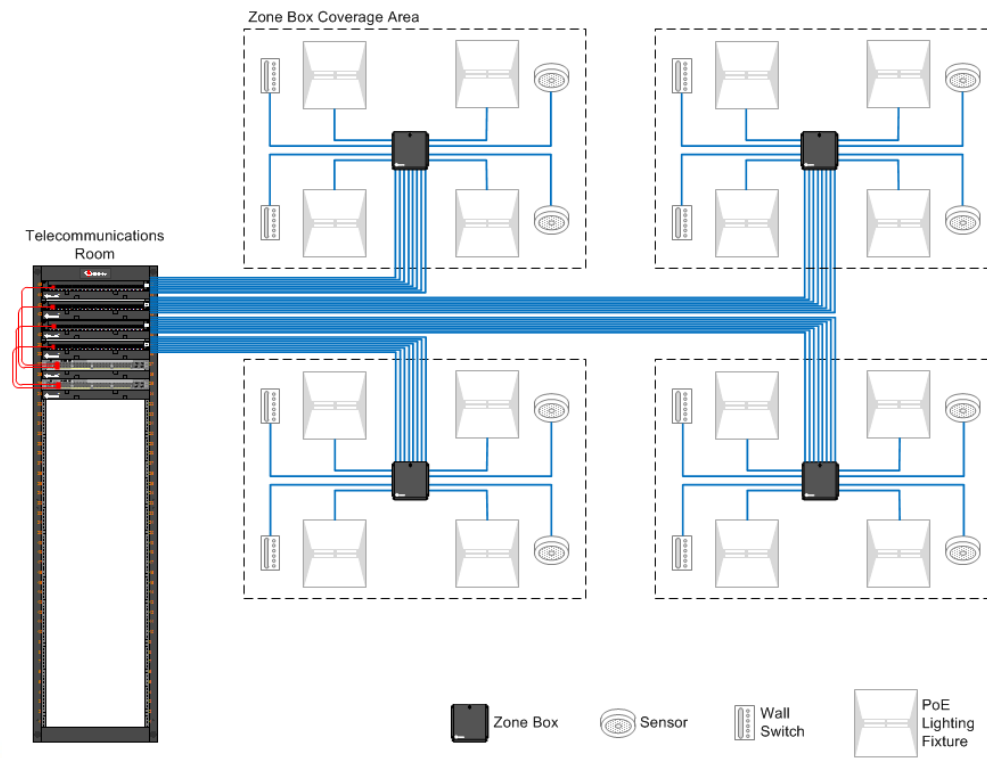 Zone Box Coverage Area
Telecommunications
Room
Zone Box
Sensor
Wall
Switch
PoE
Lighting
Fixture